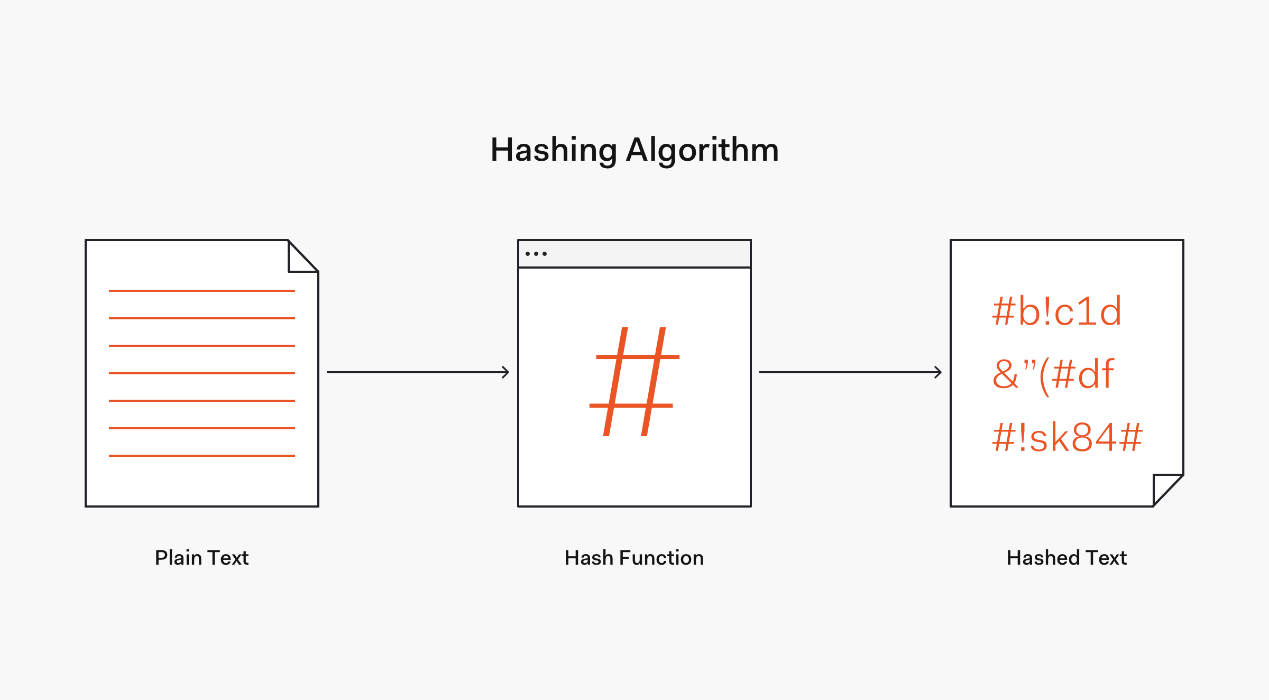 Hashing Algorithm
#
#b!c1d
&”(#df
#!sk84#
Plain Text
Hash Function
Hashed Text